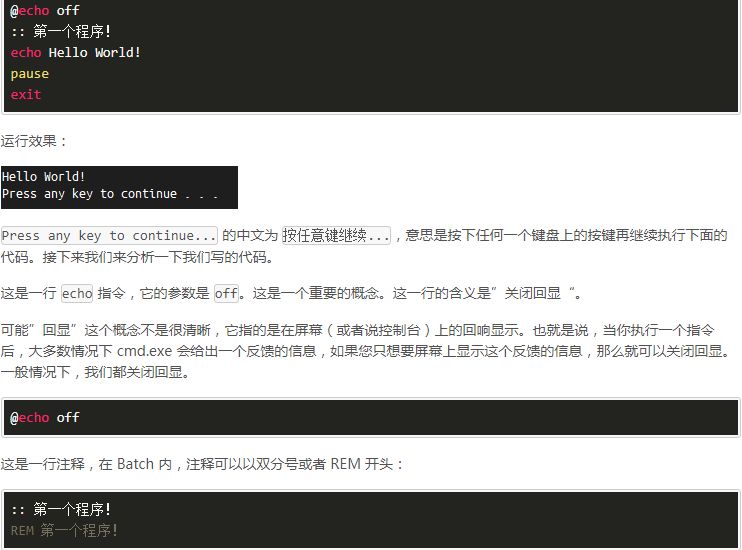 @echo off
:: 第一个程序!
echo Hello World!
pause
exit
运行效果：
Hello World!
Press any key to continue . . .
Press any key to continue... 的中文为 按任意键继续...，意思是按下任何一个键盘上的按键再继续执行下面的
代码。接下来我们来分析一下我们写的代码。
这是一行 echo 指令，它的参数是 off。这是一个重要的概念。这一行的含义是”关闭回显“。
可能”回显”这个概念不是很清晰，它指的是在屏幕（或者说控制台）上的回响显示。也就是说，当你执行一个指令
后，大多数情况下 cmd.exe 会给出一个反馈的信息，如果您只想要屏幕上显示这个反馈的信息，那么就可以关闭回显。
一般情况下，我们都关闭回显。
@echo off
这是一行注释，在 Batch 内，注释可以以双分号或者 REM 开头：
:: 第一个程序!
REM 第一个程序!